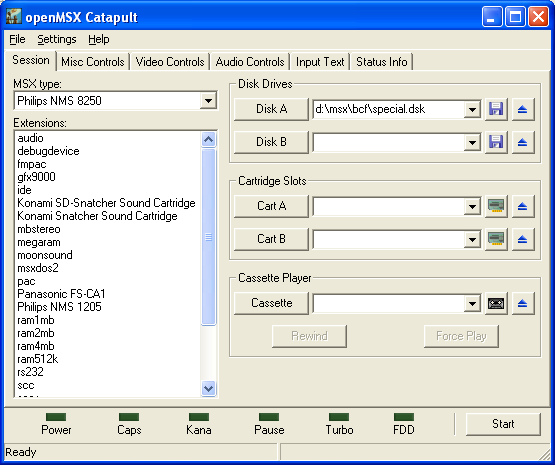 openMSX Catapult
File Settings Help
Session Misc Controls Video Controls Audio Controls Input Text Status Info
MSX type:
Philips NMS 8250
Extensions:
audio
debugdevice
fmpac
gfx9000
ide
Konami SD-Snatcher Sound Cartridge
Konami Snatcher Sound Cartridge
mbstereo
megaram
moonsound
msxdos2
pac
Panasonic FS-CA1
Philips NMS 1205
ram1mb
ram2mb
ram4mb
ram512k
rs232
scc
Disk Drives
Disk A d:\msx\bcf\special.dsk
Disk B
Cartridge Slots
Cart A
Cart B
Cassette Player
Cassette
Rewind Force Play
Power Caps Kana Pause Turbo FDD Start
Ready